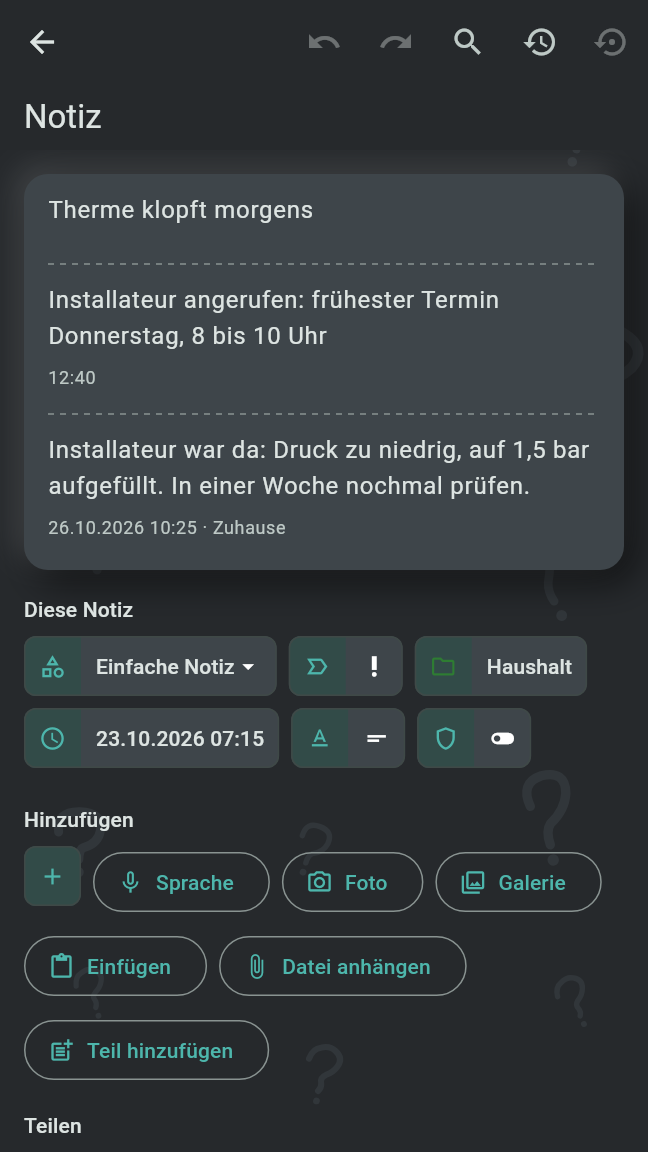 Notiz
Therme klopft morgens
Installateur angerufen: frühester Termin
Donnerstag, 8 bis 10 Uhr
12:40
Installateur war da: Druck zu niedrig, auf 1,5 bar
aufgefüllt. In einer Woche nochmal prüfen.
26.10.2026 10:25 · Zuhause
Diese Notiz
Einfache Notiz
Haushalt
23.10.2026 07:15
Hinzufügen
Sprache
Foto
Galerie
Einfügen
Datei anhängen
Teil hinzufügen
Teilen